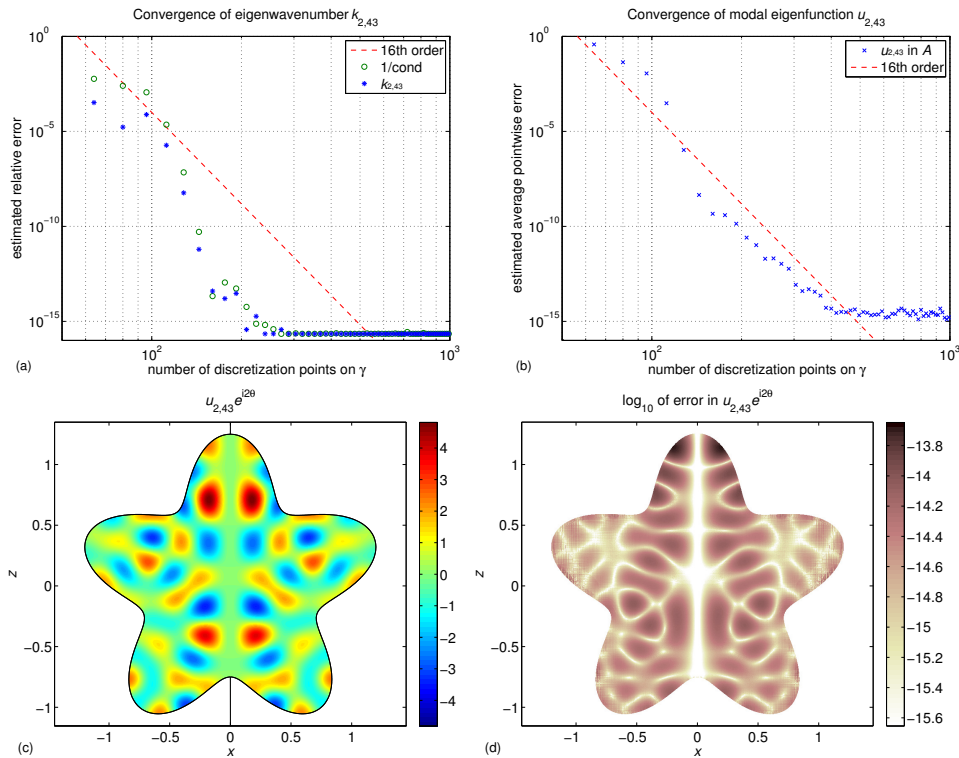 Convergence of eigenwavenumber k2,43
10^0
10^−5
10^−10
10^−15
10^2
10^3
estimated relative error
number of discretization points on γ
16th order
1/cond
k2,43
(a)
Convergence of modal eigenfunction u2,43
10^0
10^−5
10^−10
10^−15
10^2
10^3
estimated average pointwise error
number of discretization points on γ
u2,43 in A
16th order
(b)
u2,43 e^i2θ
1
0.5
0
−0.5
−1
−1
−0.5
0
0.5
1
z
x
4
3
2
1
0
−1
−2
−3
−4
(c)
log10 of error in u2,43 e^i2θ
1
0.5
0
−0.5
−1
−1
−0.5
0
0.5
1
z
x
−13.8
−14
−14.2
−14.4
−14.6
−14.8
−15
−15.2
−15.4
−15.6
(d)